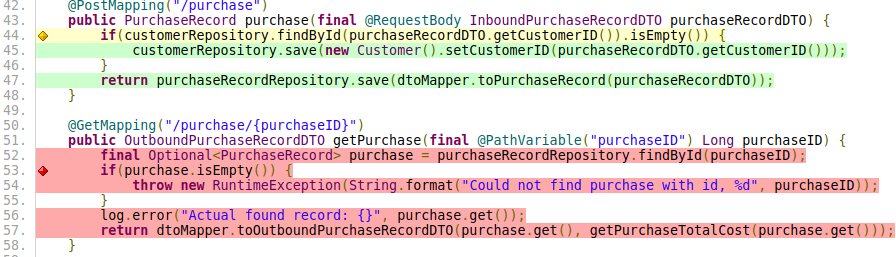 42. @PostMapping("/purchase")
43. public PurchaseRecord purchase(final @RequestBody InboundPurchaseRecordDTO purchaseRecordDTO) {
44. if(customerRepository.findById(purchaseRecordDTO.getCustomerID()).isEmpty()) {
45. customerRepository.save(new Customer().setCustomerID(purchaseRecordDTO.getCustomerID()));
46. }
47. return purchaseRecordRepository.save(dtoMapper.toPurchaseRecord(purchaseRecordDTO));
48. }
49.
50. @GetMapping("/purchase/{purchaseID}")
51. public OutboundPurchaseRecordDTO getPurchase(final @PathVariable("purchaseID") Long purchaseID) {
52. final Optional<PurchaseRecord> purchase = purchaseRecordRepository.findById(purchaseID);
53. if(purchase.isEmpty()) {
54. throw new RuntimeException(String.format("Could not find purchase with id, %d", purchaseID));
55. }
56. log.error("Actual found record: {}", purchase.get());
57. return dtoMapper.toOutboundPurchaseRecordDTO(purchase.get(), getPurchaseTotalCost(purchase.get()));
58. }